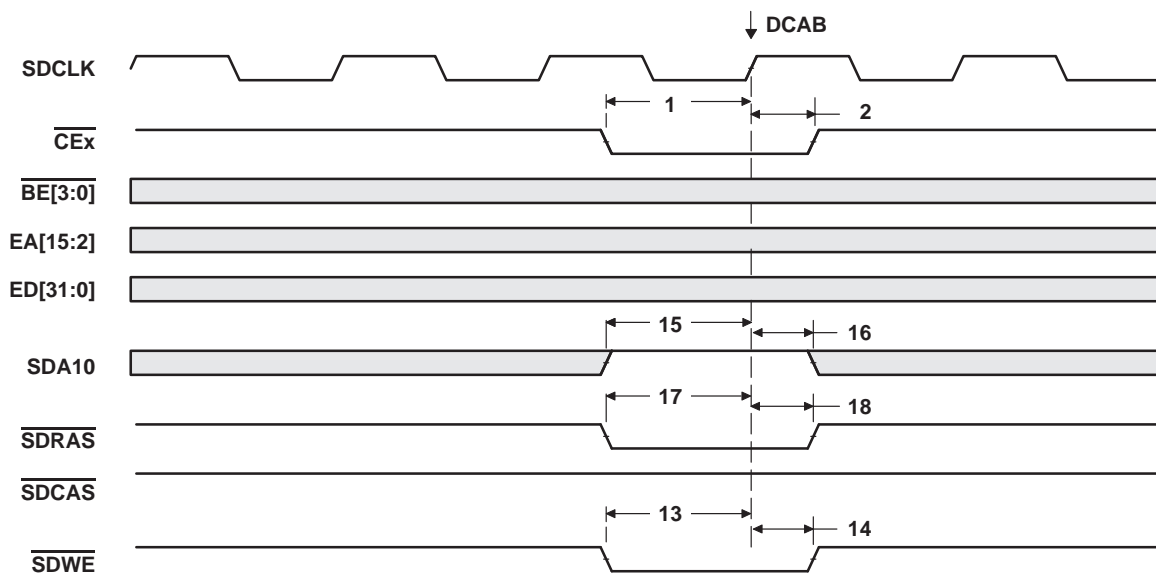 DCAB
SDCLK
1 2
CEx
BE[3:0]
EA[15:2]
ED[31:0]
15 16
SDA10
17 18
SDRAS
SDCAS
13 14
SDWE